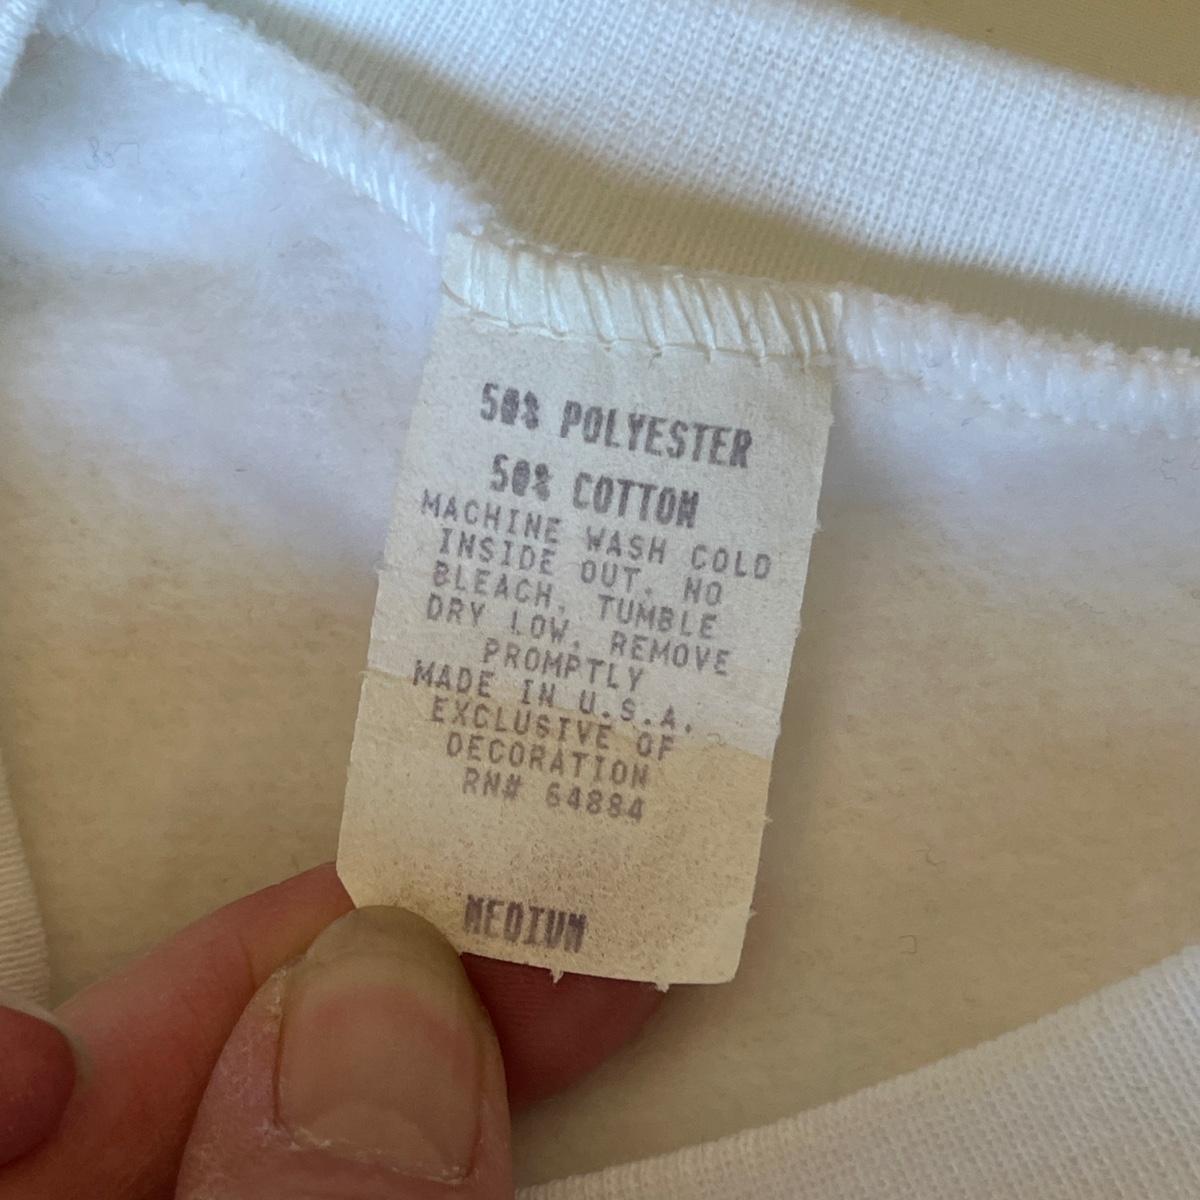 50% POLYESTER
50% COTTON
MACHINE WASH COLD
INSIDE OUT, NO
BLEACH, TUMBLE
DRY LOW, REMOVE
PROMPTLY
MADE IN U.S.A.
EXCLUSIVE OF
DECORATION
RN# 64884
MEDIUM